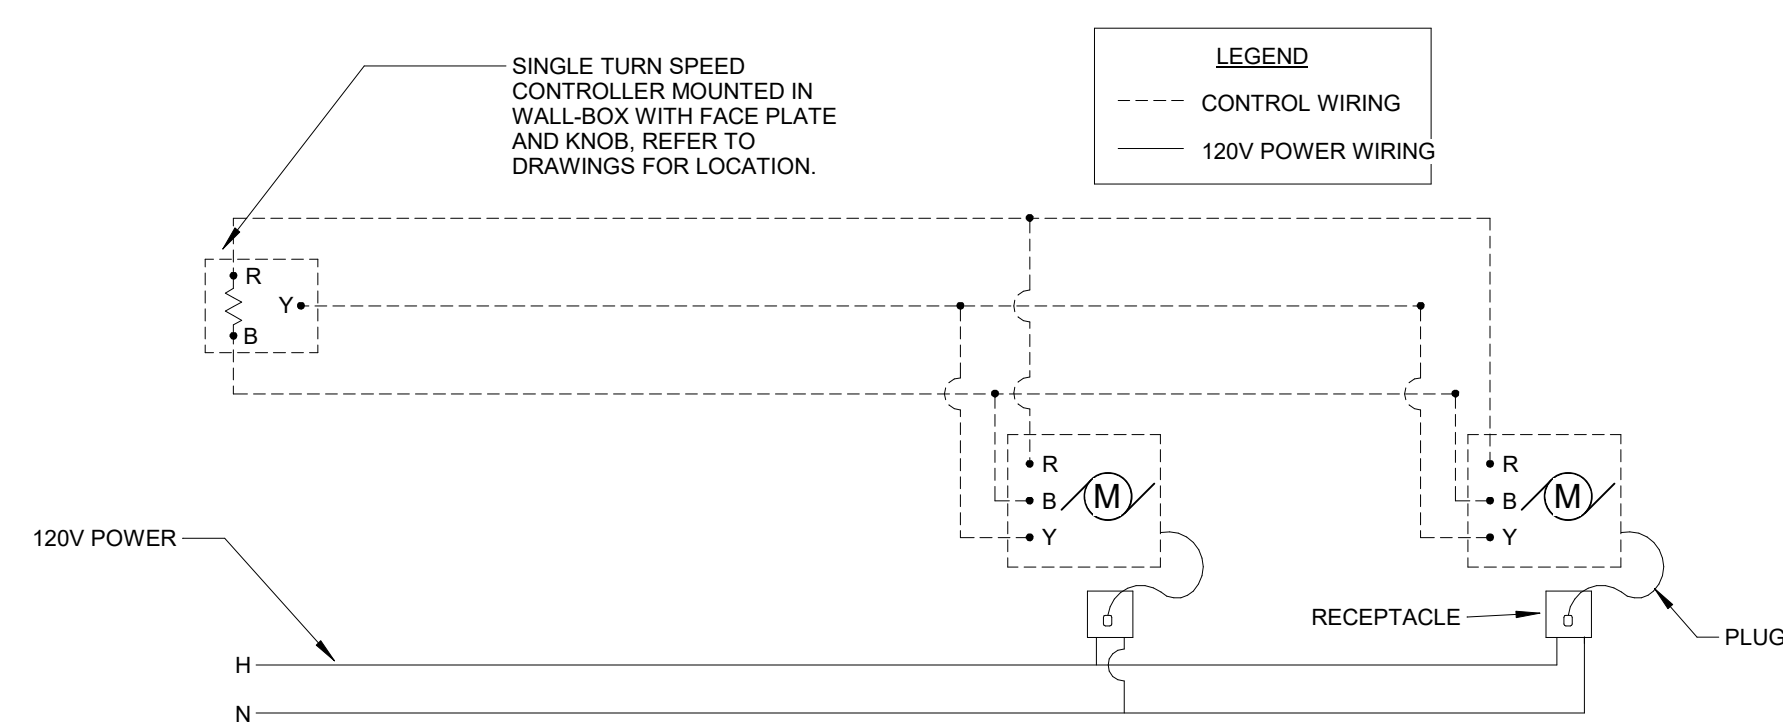 SINGLE TURN SPEED
CONTROLLER MOUNTED IN
WALL-BOX WITH FACE PLATE
AND KNOB, REFER TO
DRAWINGS FOR LOCATION.
LEGEND
CONTROL WIRING
120V POWER WIRING
R
Y
B
R
B
Y
M
R
B
Y
M
120V POWER
RECEPTACLE
PLUG
H
N